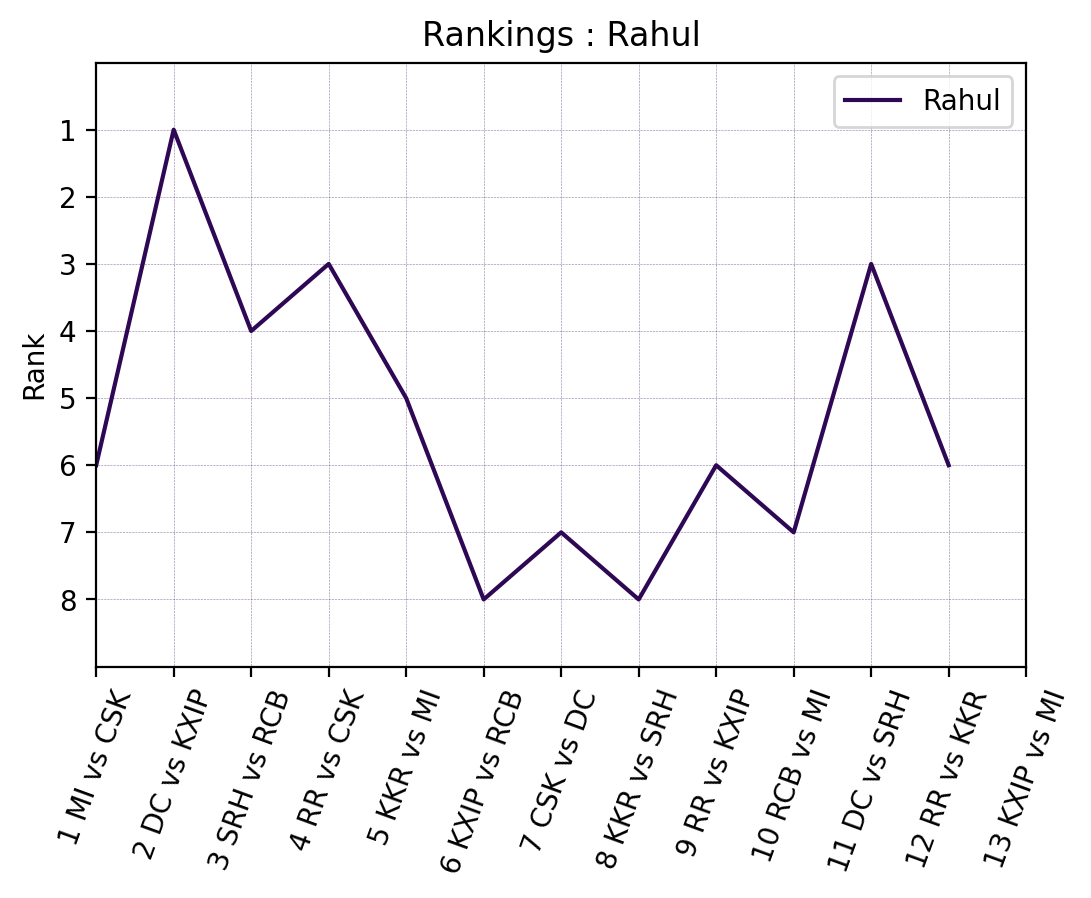 Rankings : Rahul
Rahul
Rank
1
2
3
4
5
6
7
8
1 MI vs CSK
2 DC vs KXIP
3 SRH vs RCB
4 RR vs CSK
5 KKR vs MI
6 KXIP vs RCB
7 CSK vs DC
8 KKR vs SRH
9 RR vs KXIP
10 RCB vs MI
11 DC vs SRH
12 RR vs KKR
13 KXIP vs MI